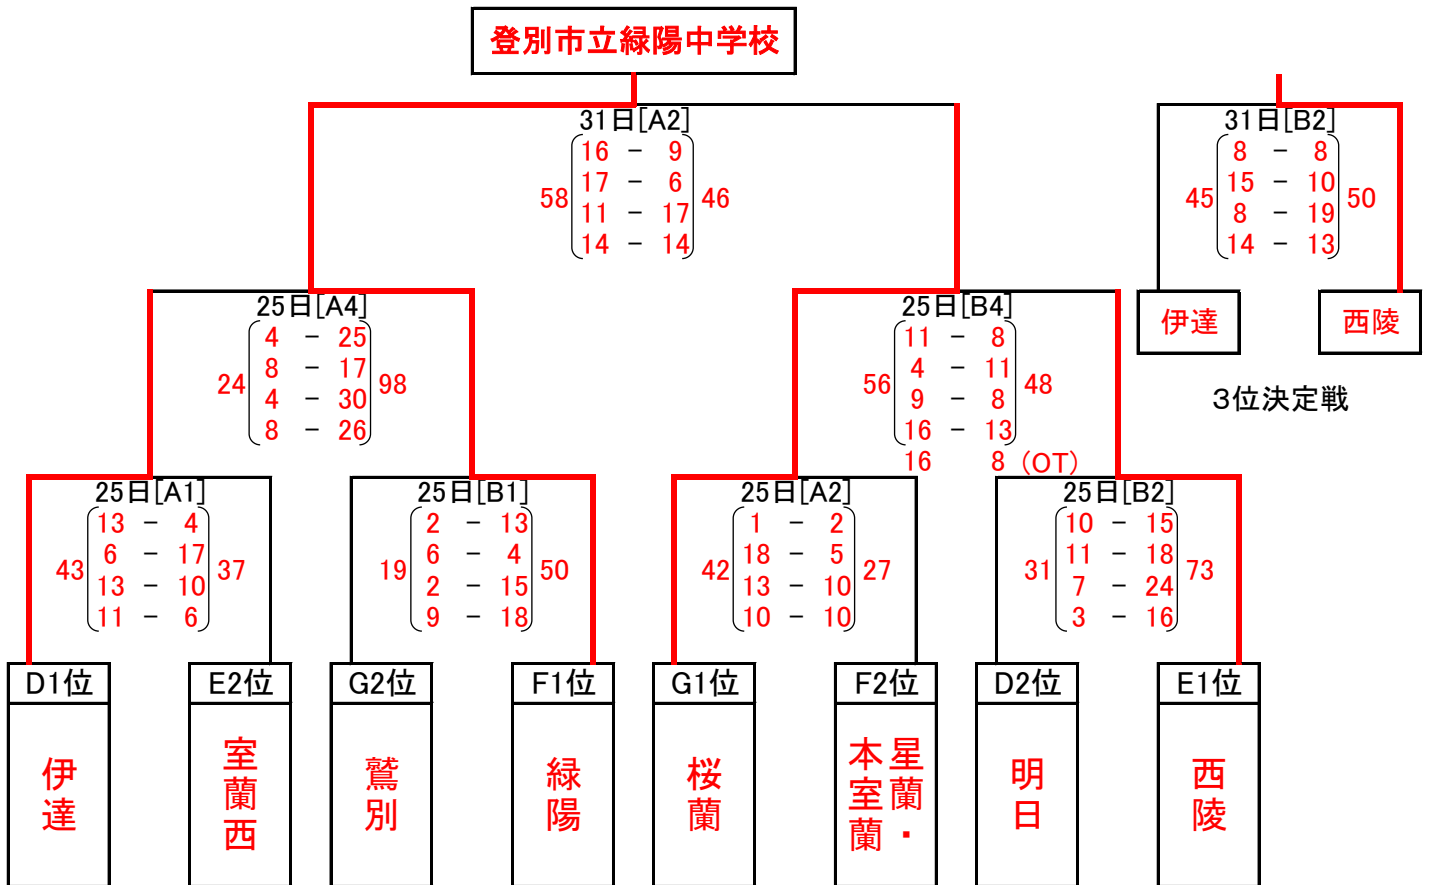 登別市立緑陽中学校
31日[A2]
16 － 9
17 － 6
58 46
11 － 17
14 － 14
31日[B2]
8 － 8
15 － 10
45 50
8 － 19
14 － 13
伊達 西陵
3位決定戦
25日[A4]
4 － 25
8 － 17
24 98
4 － 30
8 － 26
25日[B4]
11 － 8
4 － 11
56 48
9 － 8
16 － 13
16 8 (OT)
25日[A1]
13 － 4
6 － 17
43 37
13 － 10
11 － 6
25日[B1]
2 － 13
6 － 4
19 50
2 － 15
9 － 18
25日[A2]
1 － 2
18 － 5
42 27
13 － 10
10 － 10
25日[B2]
10 － 15
11 － 18
31 73
7 － 24
3 － 16
D1位 E2位 G2位 F1位 G1位 F2位 D2位 E1位
伊達
室蘭西
鷲別
緑陽
桜蘭
星蘭・
本室蘭
明日
西陵